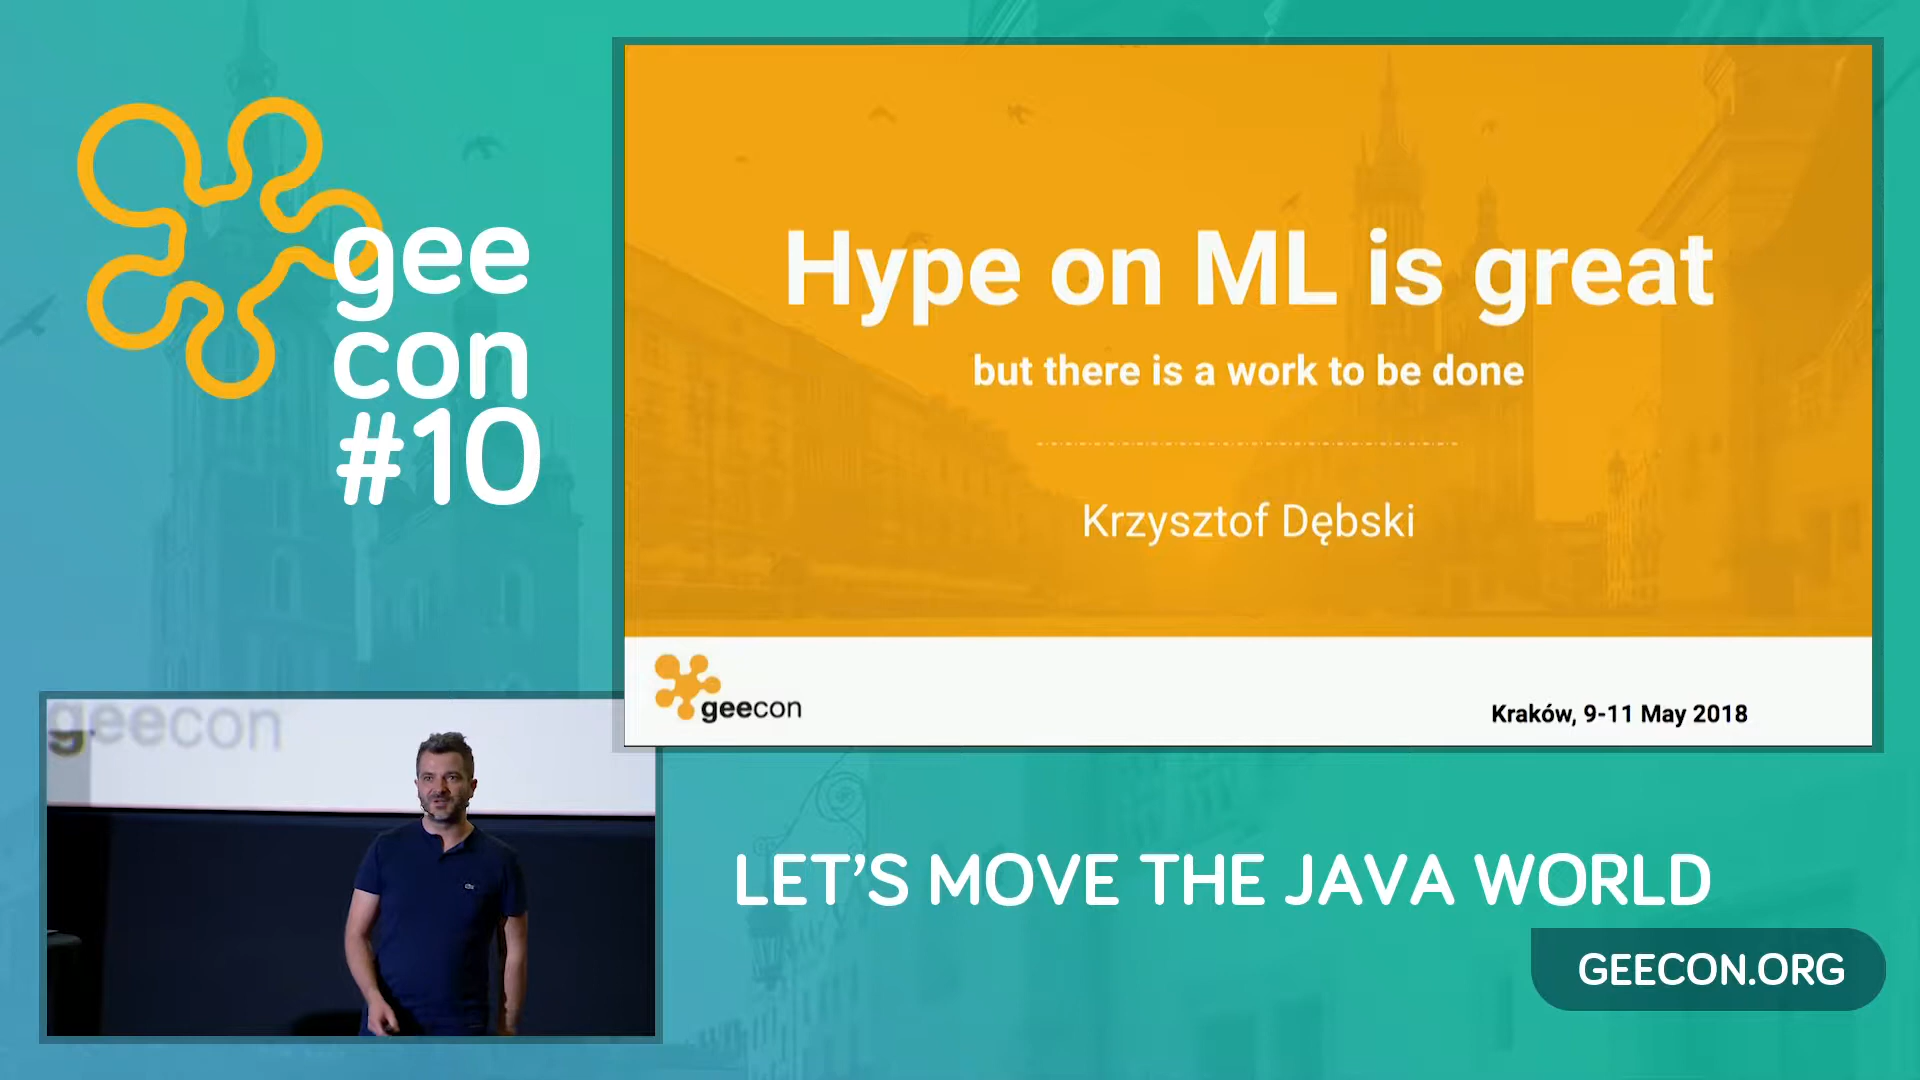 gee
con
#10
Hype on ML is great
but there is a work to be done
Krzysztof Dębski
geecon
Kraków, 9-11 May 2018
geecon
LET'S MOVE THE JAVA WORLD
GEECON.ORG